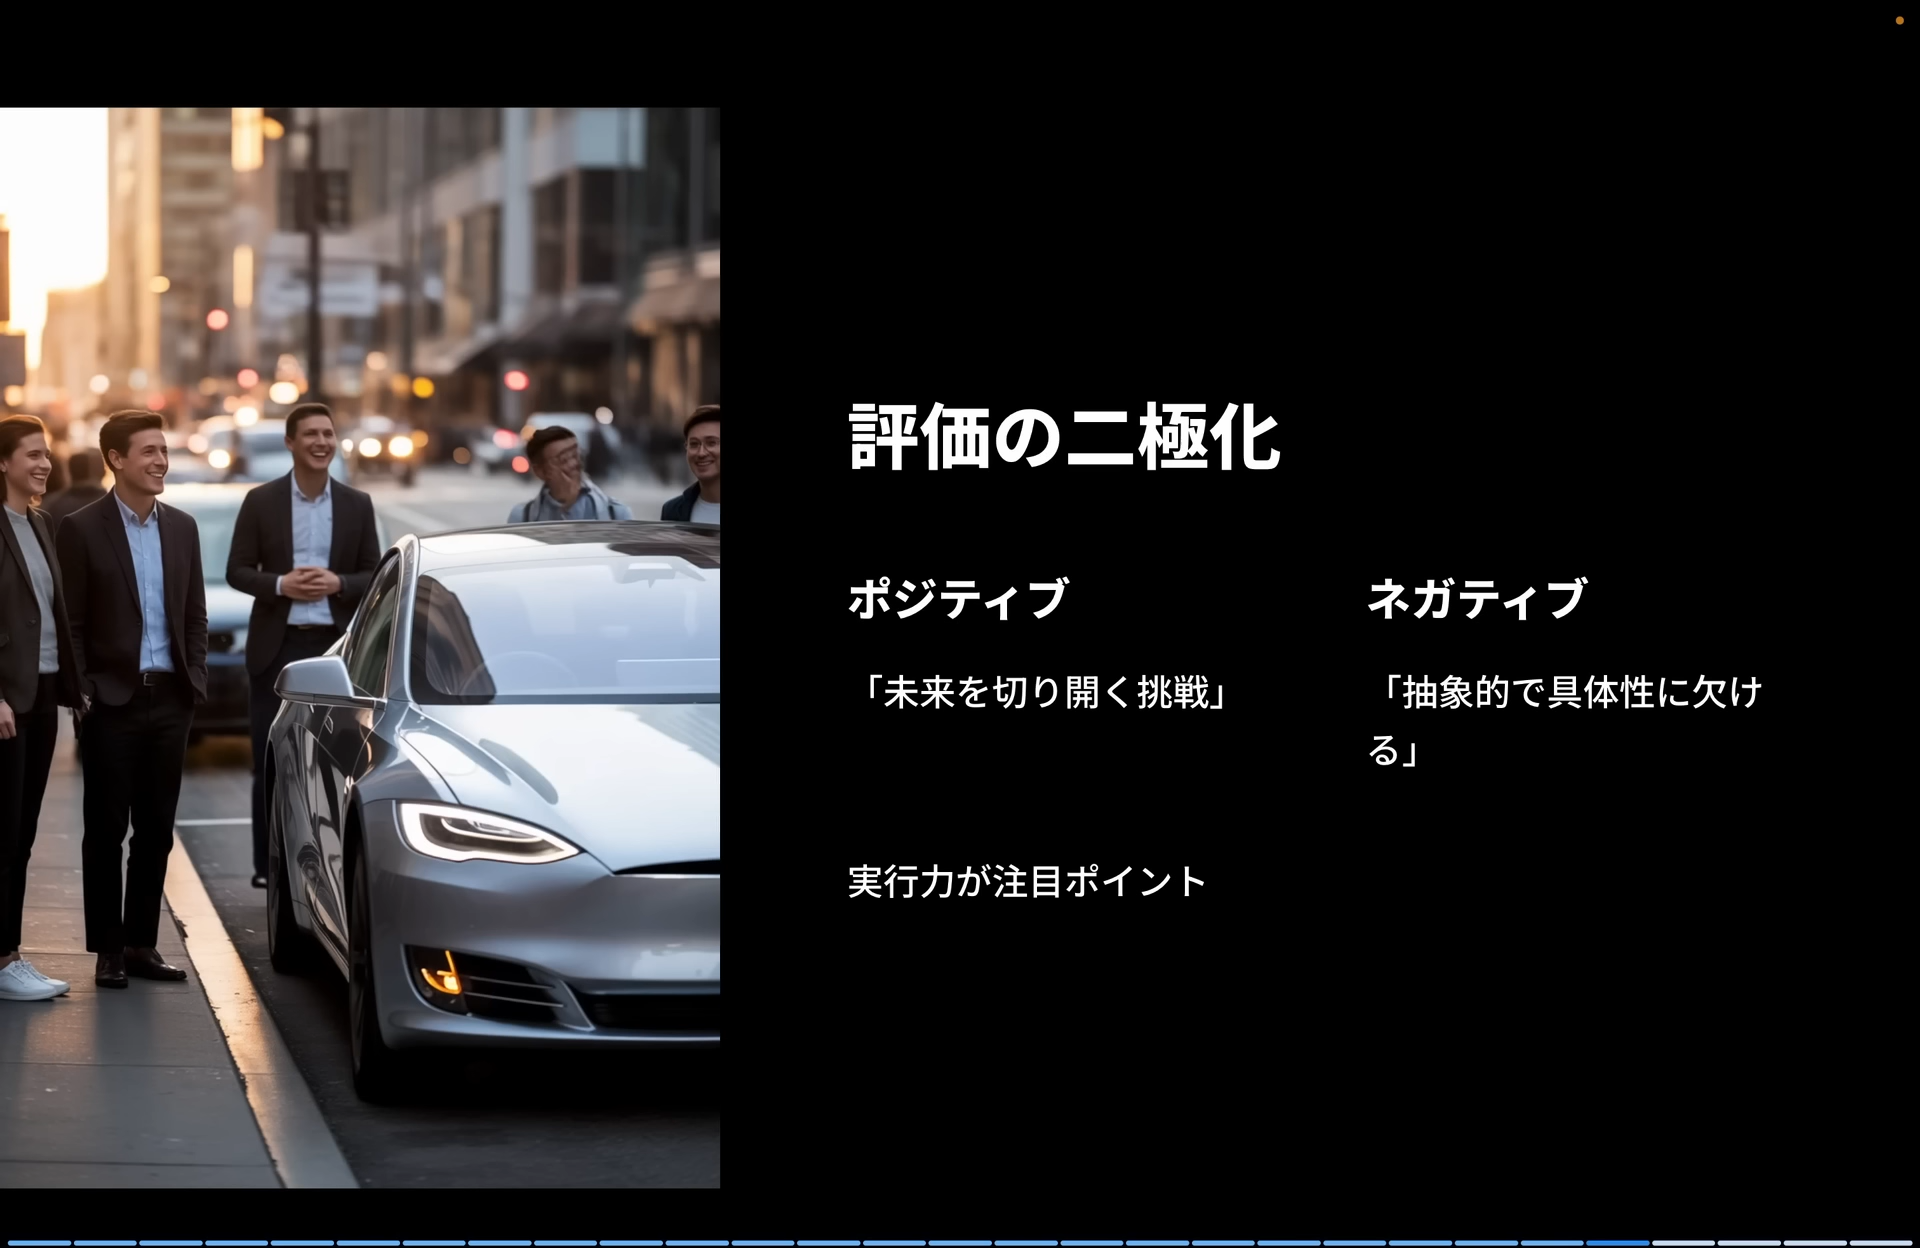 評価の二極化
ポジティブ
「未来を切り開く挑戦」
ネガティブ
「抽象的で具体性に欠け
る」
実行力が注目ポイント